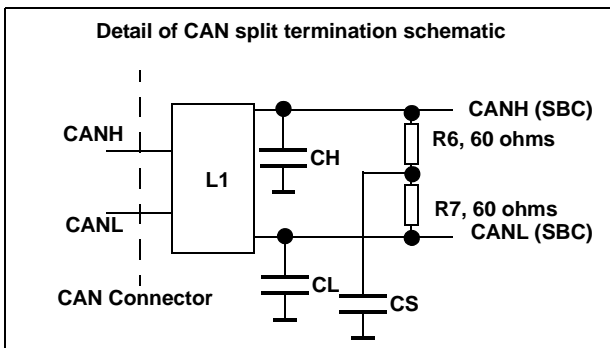 Detail of CAN split termination schematic
CANH
CANH (SBC)
R6, 60 ohms
CH
L1
R7, 60 ohms
CANL
CANL (SBC)
CL
CS
CAN Connector